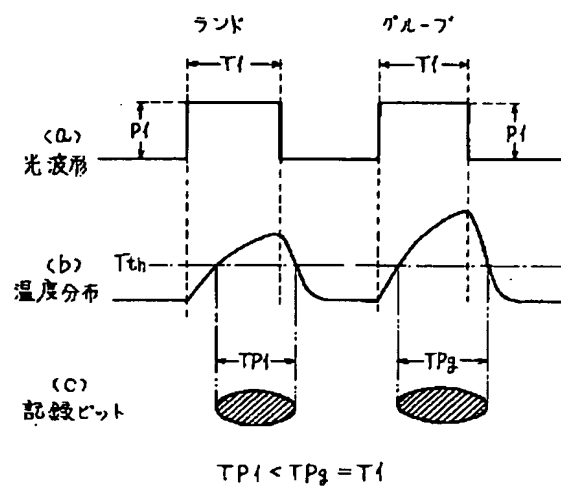 ランド グルーブ
T1 T1
P1 P1
(a)
光波形
(b) Tth
温度分布
TP1 TPg
(c)
記録ピット
TP1 < TPg = T1